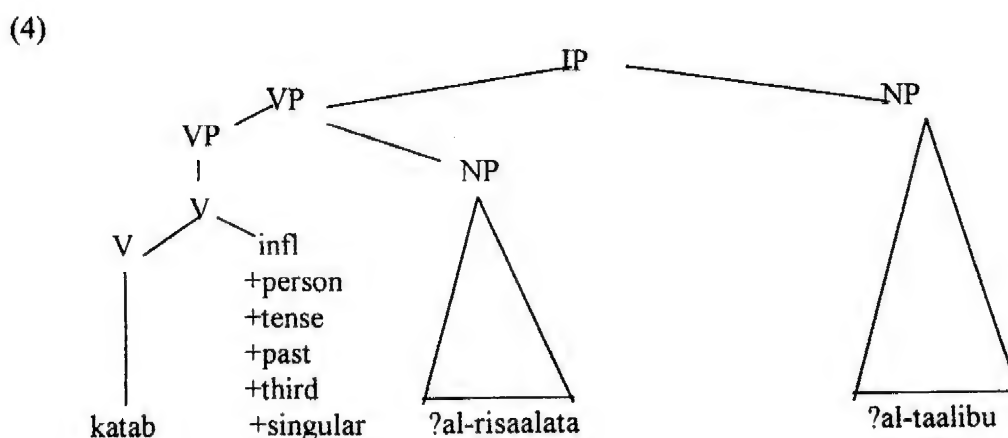 (4)
IP
VP NP
VP
NP
V
V infl
+person
+tense
+past
+third
katab +singular ?al-risaalata ?al-taalibu